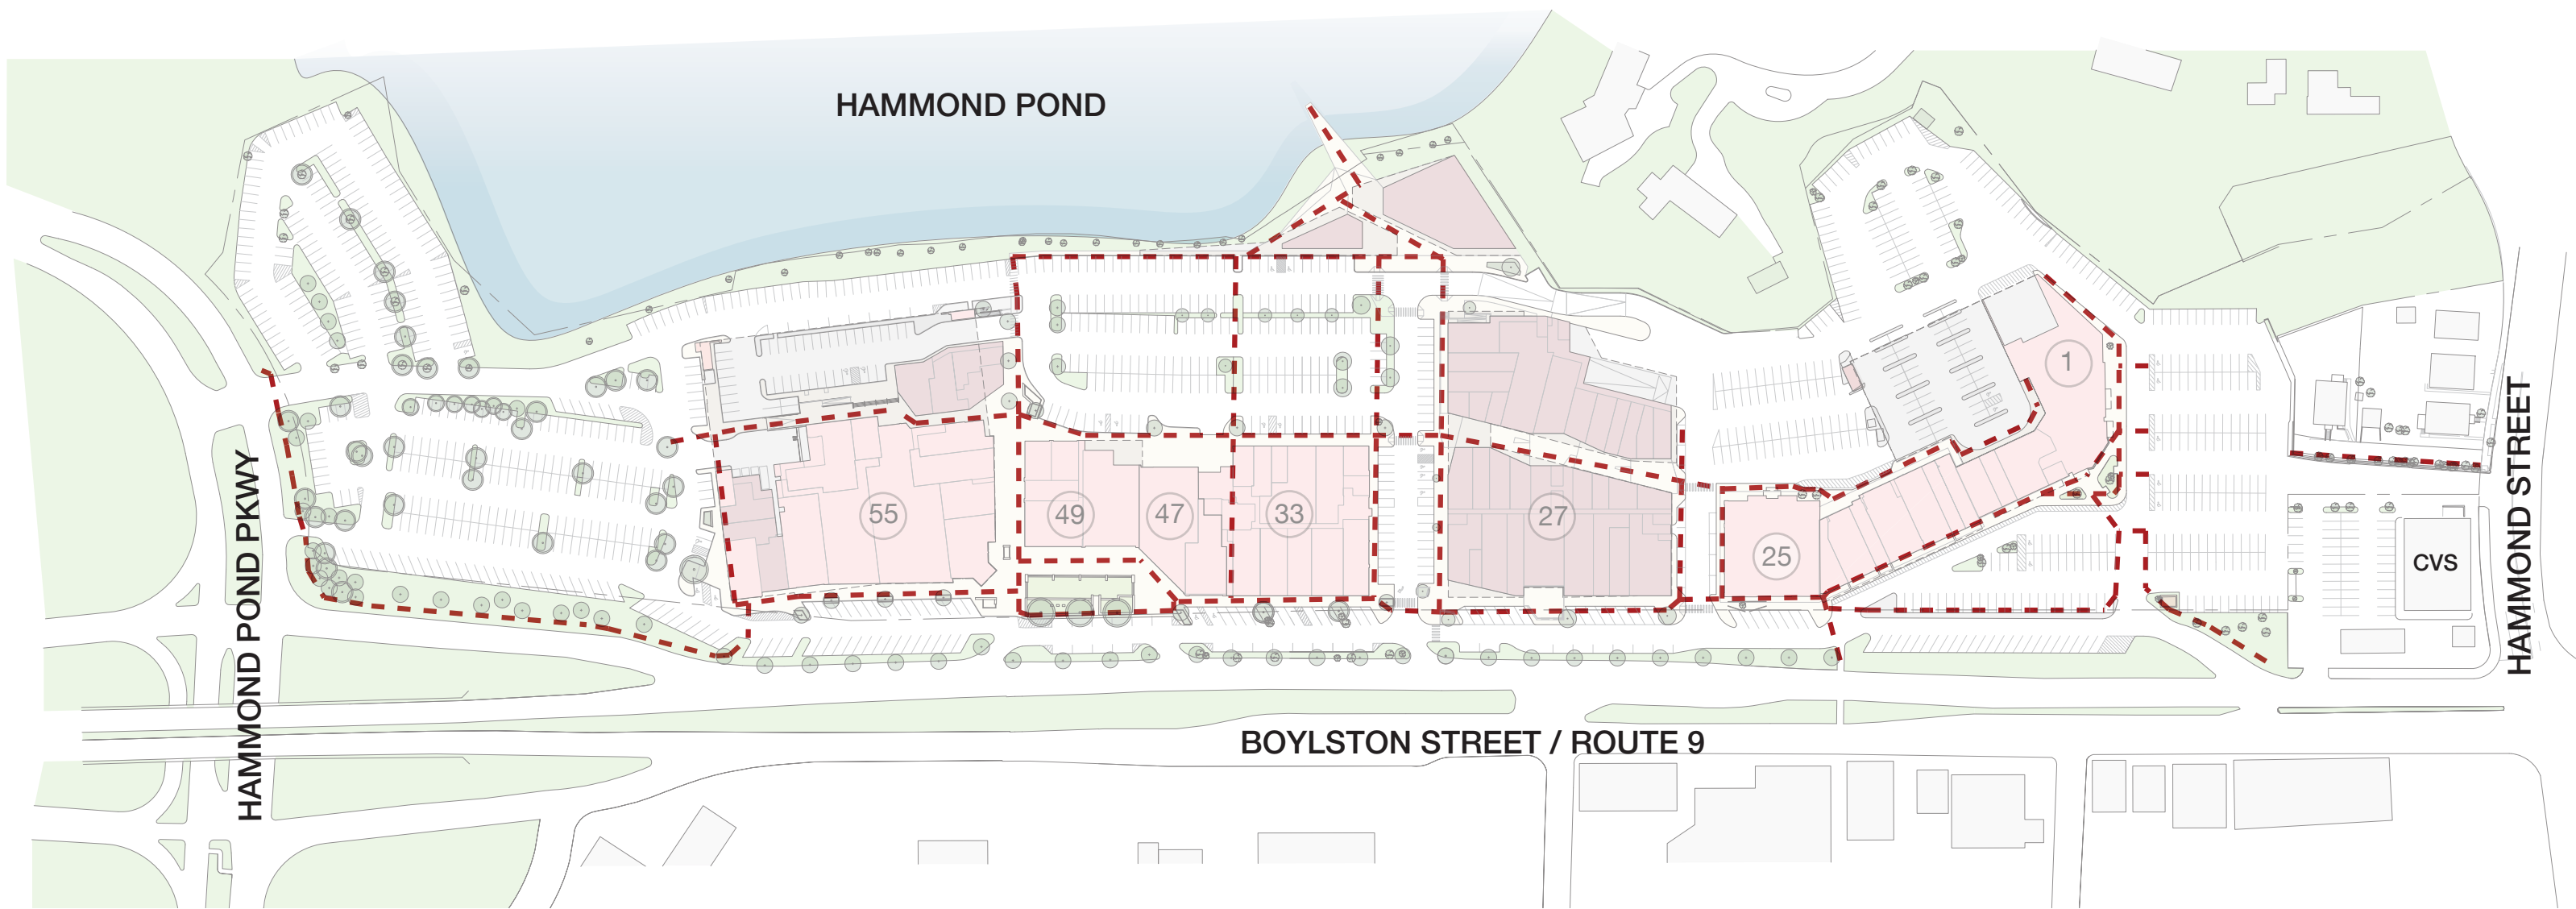 HAMMOND POND
1
55
49
47
33
27
25
CVS
HAMMOND POND PKWY
HAMMOND STREET
BOYLSTON STREET / ROUTE 9